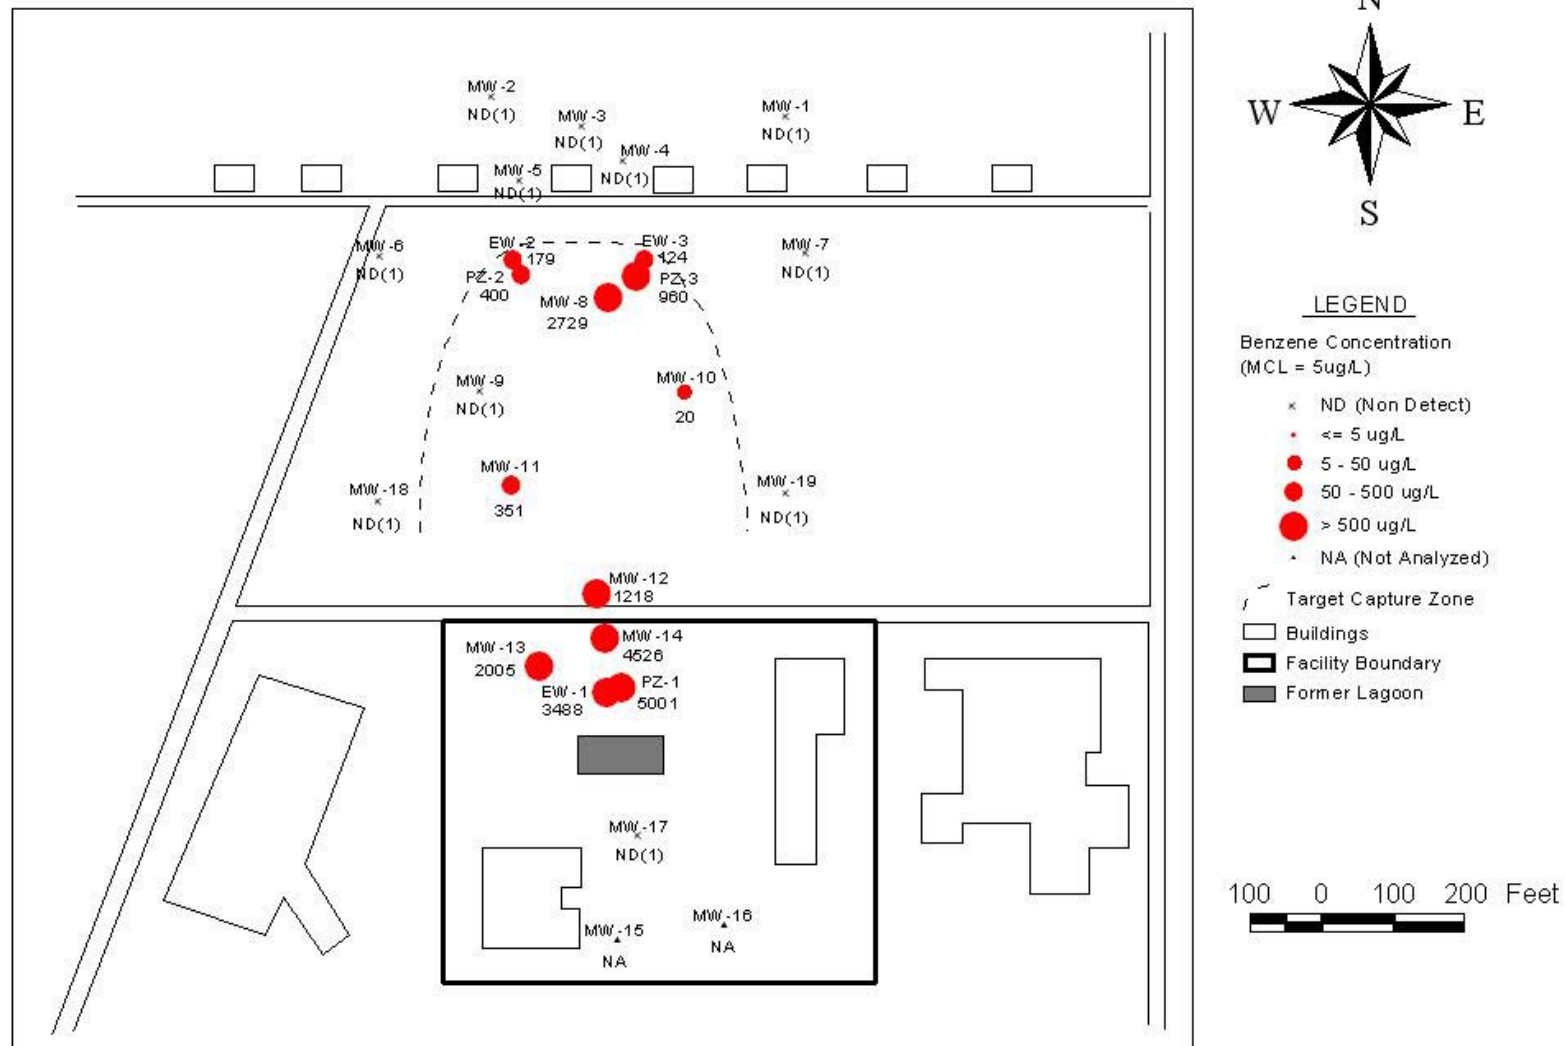 N
W
E
S
MW-2
ND(1)
MW-3
ND(1)
MW-1
ND(1)
MW-4
ND(1)
MW-5
ND(1)
MW-6
ND(1)
EW-2
179
EW-3
124
MW-7
ND(1)
PZ-2
400
PZ-3
960
MW-8
2729
MW-9
ND(1)
MW-10
20
MW-11
351
MW-18
ND(1)
MW-19
ND(1)
MW-12
1218
MW-14
4526
MW-13
2005
EW-1
3488
PZ-1
5001
MW-17
ND(1)
MW-15
NA
MW-16
NA
LEGEND
Benzene Concentration
(MCL = 5ug/L)
ND (Non Detect)
<= 5 ug/L
5 - 50 ug/L
50 - 500 ug/L
> 500 ug/L
NA (Not Analyzed)
Target Capture Zone
Buildings
Facility Boundary
Former Lagoon
100 0 100 200 Feet